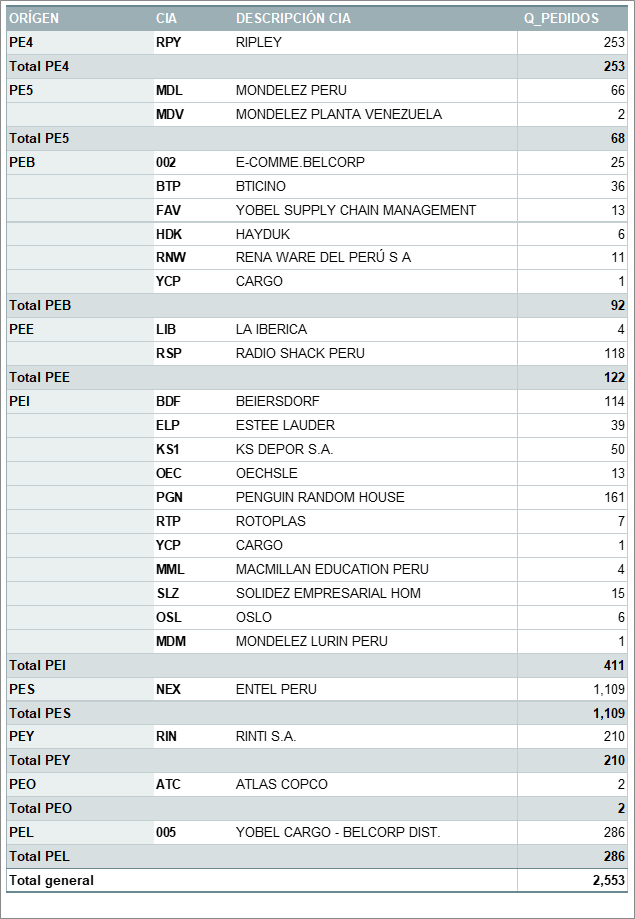 ORÍGEN CIA DESCRIPCIÓN CIA Q_PEDIDOS
PE4 RPY RIPLEY 253
Total PE4 253
PE5 MDL MONDELEZ PERU 66
MDV MONDELEZ PLANTA VENEZUELA 2
Total PE5 68
PEB 002 E-COMME.BELCORP 25
BTP BTICINO 36
FAV YOBEL SUPPLY CHAIN MANAGEMENT 13
HDK HAYDUK 6
RNW RENA WARE DEL PERÚ S A 11
YCP CARGO 1
Total PEB 92
PEE LIB LA IBERICA 4
RSP RADIO SHACK PERU 118
Total PEE 122
PEI BDF BEIERSDORF 114
ELP ESTEE LAUDER 39
KS1 KS DEPOR S.A. 50
OEC OECHSLE 13
PGN PENGUIN RANDOM HOUSE 161
RTP ROTOPLAS 7
YCP CARGO 1
MML MACMILLAN EDUCATION PERU 4
SLZ SOLIDEZ EMPRESARIAL HOM 15
OSL OSLO 6
MDM MONDELEZ LURIN PERU 1
Total PEI 411
PES NEX ENTEL PERU 1,109
Total PES 1,109
PEY RIN RINTI S.A. 210
Total PEY 210
PEO ATC ATLAS COPCO 2
Total PEO 2
PEL 005 YOBEL CARGO - BELCORP DIST. 286
Total PEL 286
Total general 2,553